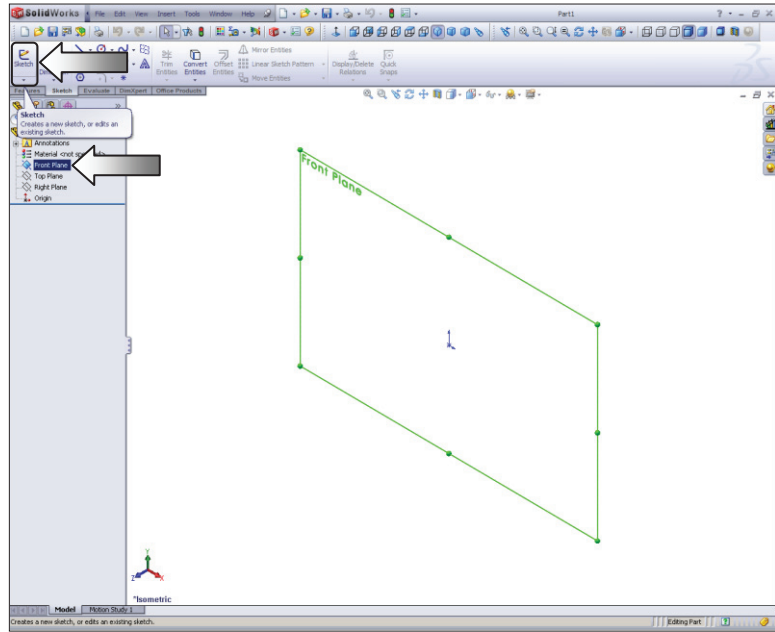 SolidWorks File Edit View Insert Tools Window Help Part1
Sketch Trim Entities Convert Entities Offset Entities Mirror Entities
Linear Sketch Pattern
Move Entities
Display/Delete Relations Quick Snaps
Features Sketch Evaluate DimXpert Office Products
Sketch
Creates a new sketch, or edits an
existing sketch.
Annotations
Material <not
Front Plane
Top Plane
Right Plane
Origin
Front Plane
Y
Z X
*Isometric
Model Motion Study 1
Creates a new sketch, or edits an existing sketch. Editing Part